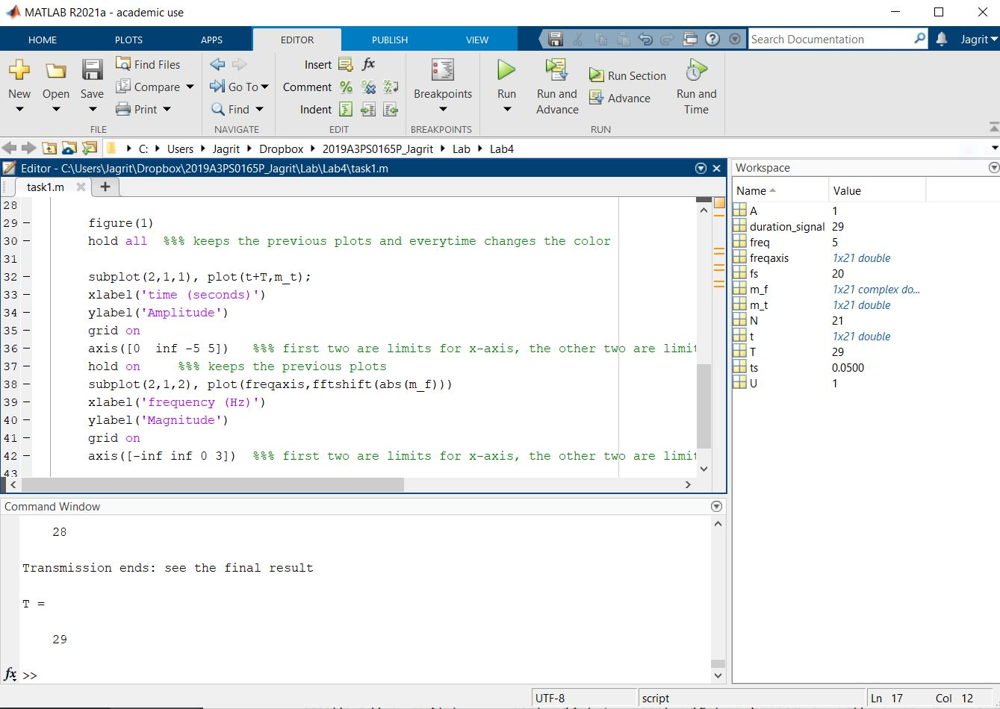 MATLAB R2021a - academic use
HOME PLOTS APPS EDITOR PUBLISH VIEW Search Documentation Jagrit
New Open Save Find Files Compare Print FILE
Go To Find NAVIGATE
Insert fx Comment Indent EDIT
Breakpoints BREAKPOINTS
Run Run and Advance Run Section Advance Run and Time RUN
C: Users Jagrit Dropbox 2019A3PS0165P_Jagrit Lab Lab4
Editor - C:\Users\Jagrit\Dropbox\2019A3PS0165P_Jagrit\Lab\Lab4\task1.m
task1.m
28
29 – figure(1)
30 – hold all %%% keeps the previous plots and everytime changes the color
31
32 – subplot(2,1,1), plot(t+T,m_t);
33 – xlabel('time (seconds)')
34 – ylabel('Amplitude')
35 – grid on
36 – axis([0  inf -5 5]) %%% first two are limits for x-axis, the other two are limit
37 – hold on %%% keeps the previous plots
38 – subplot(2,1,2), plot(freqaxis,fftshift(abs(m_f)))
39 – xlabel('frequency (Hz)')
40 – ylabel('Magnitude')
41 – grid on
42 – axis([-inf inf 0 3]) %%% first two are limits for x-axis, the other two are limit
43
Command Window
28
Transmission ends: see the final result
T =
29
fx >>
Workspace
Name Value
A 1
duration_signal 29
freq 5
freqaxis 1x21 double
fs 20
m_f 1x21 complex do...
m_t 1x21 double
N 21
t 1x21 double
T 29
ts 0.0500
U 1
UTF-8 script Ln 17 Col 12